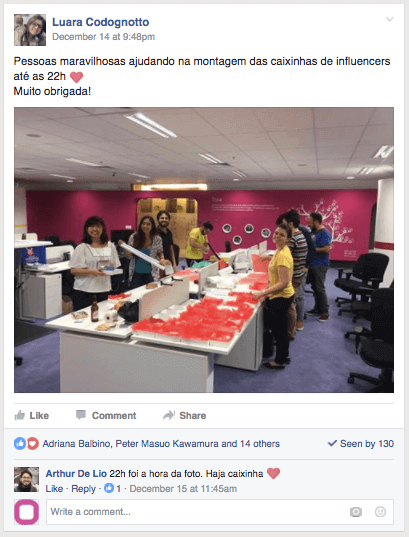 Luara Codognotto
December 14 at 9:48pm
Pessoas maravilhosas ajudando na montagem das caixinhas de influencers
até as 22h ❤
Muito obrigada!
Like Comment Share
Adriana Balbino, Peter Masuo Kawamura and 14 others
Seen by 130
Arthur De Lio 22h foi a hora da foto. Haja caixinha ❤
Like · Reply · 1 · December 15 at 11:45am
Write a comment...